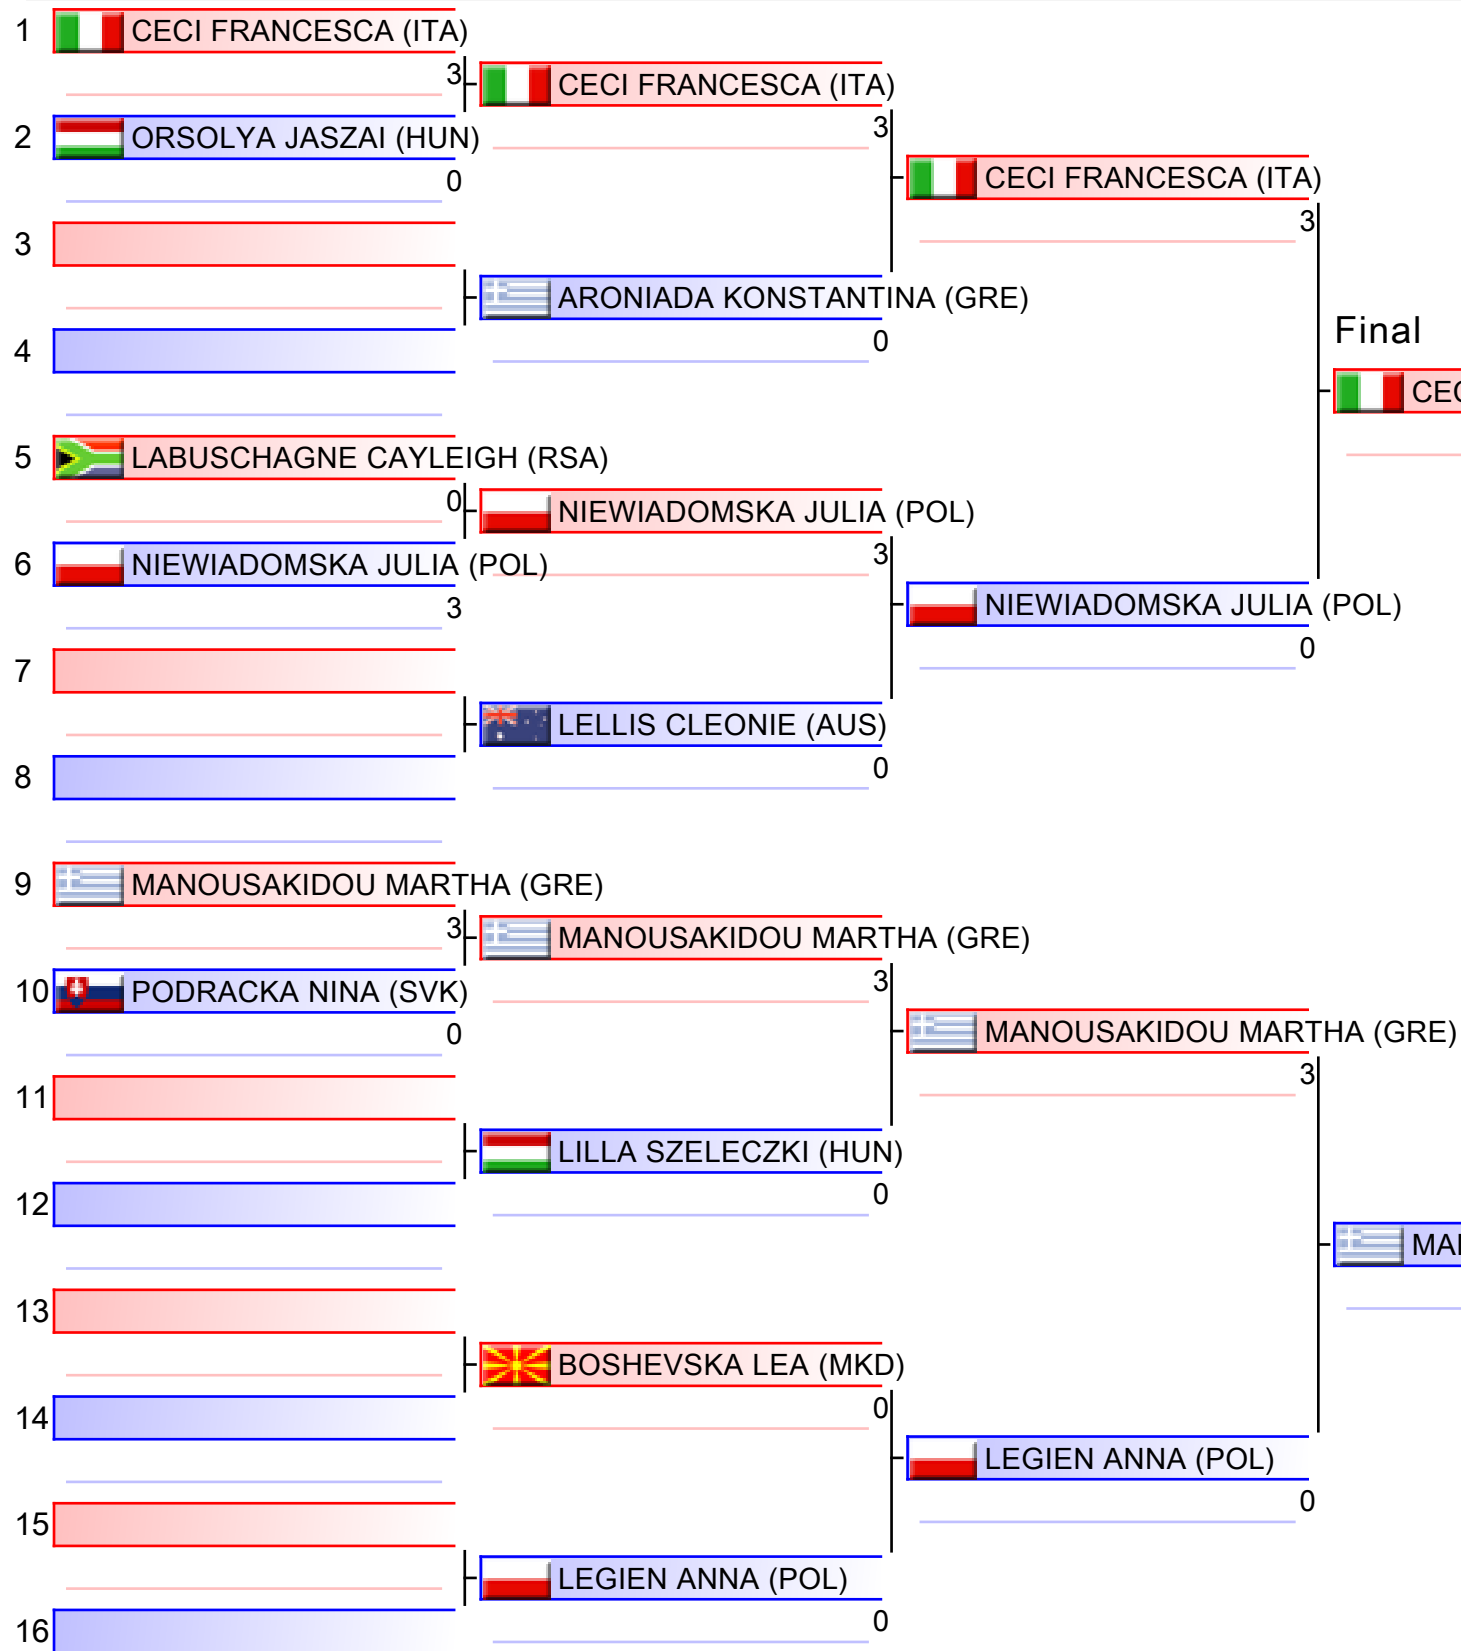 1 CECI FRANCESCA (ITA)
3 CECI FRANCESCA (ITA)
2 ORSOLYA JASZAI (HUN) 3
0 CECI FRANCESCA (ITA)
3 3
ARONIADA KONSTANTINA (GRE)
4 0
Final
5 LABUSCHAGNE CAYLEIGH (RSA)
0 NIEWIADOMSKA JULIA (POL)
6 NIEWIADOMSKA JULIA (POL) 3
3 NIEWIADOMSKA JULIA (POL)
7 0
LELLIS CLEONIE (AUS)
8 0
9 MANOUSAKIDOU MARTHA (GRE)
3 MANOUSAKIDOU MARTHA (GRE)
10 PODRACKA NINA (SVK) 3
0 MANOUSAKIDOU MARTHA (GRE)
11 3
LILLA SZELECZKI (HUN)
12 0
13
BOSHEVSKA LEA (MKD)
14 0
LEGIEN ANNA (POL)
15 0
LEGIEN ANNA (POL)
16 0